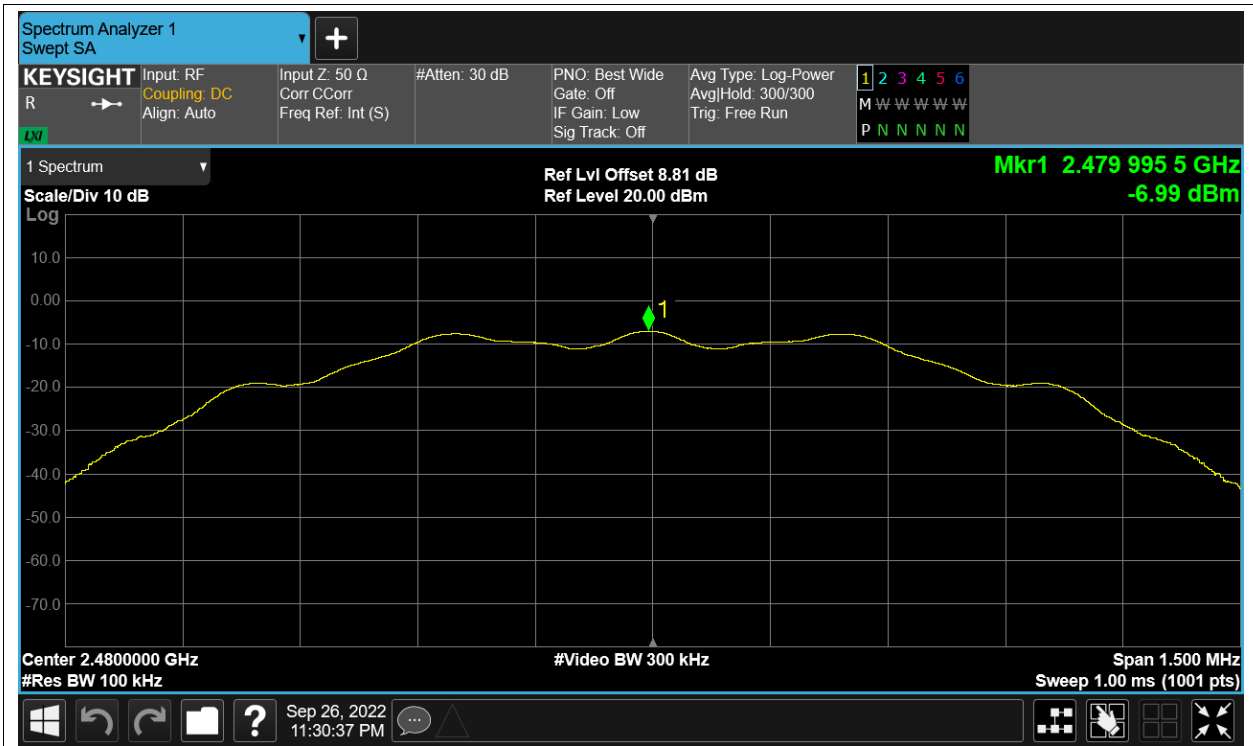 Spectrum Analyzer 1
Swept SA
KEYSIGHT
R
LXI
Input: RF
Coupling: DC
Align: Auto
Input Z: 50 Ω
Corr CCorr
Freq Ref: Int (S)
#Atten: 30 dB
PNO: Best Wide
Gate: Off
IF Gain: Low
Sig Track: Off
Avg Type: Log-Power
Avg|Hold: 300/300
Trig: Free Run
1 2 3 4 5 6
M W W W W W
P N N N N N
1 Spectrum
Scale/Div 10 dB
Log
Ref Lvl Offset 8.81 dB
Ref Level 20.00 dBm
Mkr1 2.479 995 5 GHz
-6.99 dBm
10.0
0.00
-10.0
-20.0
-30.0
-40.0
-50.0
-60.0
-70.0
1
Center 2.4800000 GHz
#Res BW 100 kHz
#Video BW 300 kHz
Span 1.500 MHz
Sweep 1.00 ms (1001 pts)
?
Sep 26, 2022
11:30:37 PM